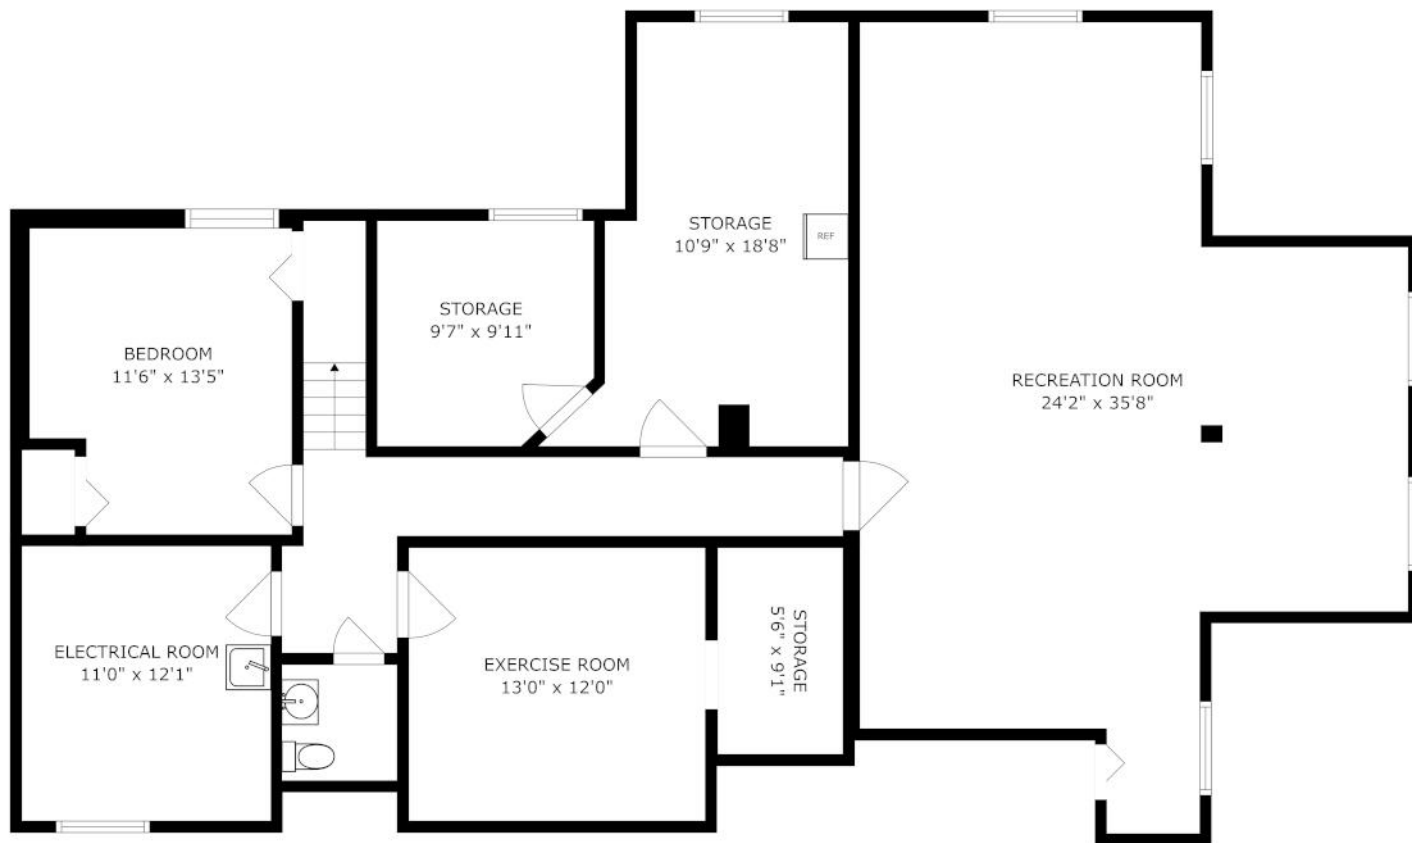 STORAGE
10'9" x 18'8"
REF
STORAGE
9'7" x 9'11"
BEDROOM
11'6" x 13'5"
RECREATION ROOM
24'2" x 35'8"
ELECTRICAL ROOM
11'0" x 12'1"
EXERCISE ROOM
13'0" x 12'0"
STORAGE
5'6" x 9'1"